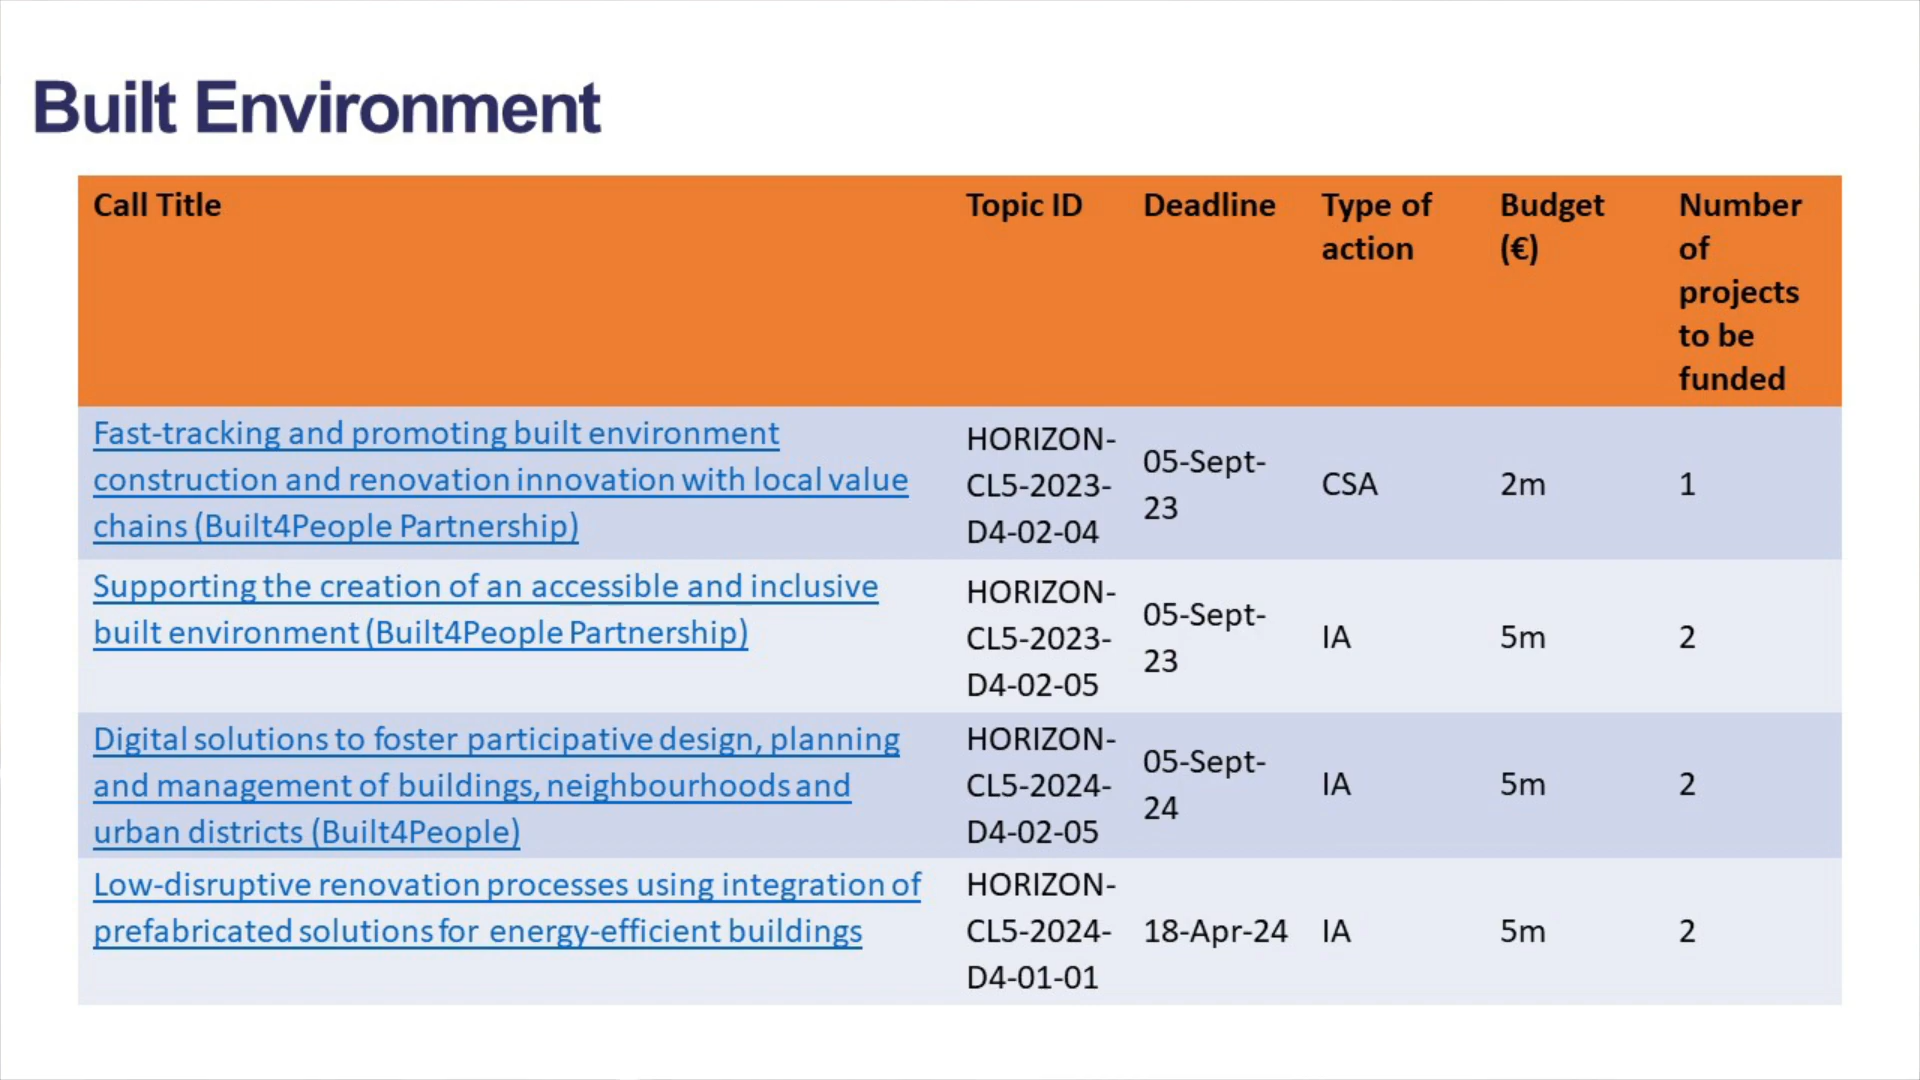 Built Environment
Call Title
Topic ID
Deadline
Type of
action
Budget
(€)
Number
of
projects
to be
funded
Fast-tracking and promoting built environment
construction and renovation innovation with local value
chains (Built4People Partnership)
HORIZON-
CL5-2023-
D4-02-04
05-Sept-
23
CSA
2m
1
Supporting the creation of an accessible and inclusive
built environment (Built4People Partnership)
HORIZON-
CL5-2023-
D4-02-05
05-Sept-
23
IA
5m
2
Digital solutions to foster participative design, planning
and management of buildings, neighbourhoods and
urban districts (Built4People)
HORIZON-
CL5-2024-
D4-02-05
05-Sept-
24
IA
5m
2
Low-disruptive renovation processes using integration of
prefabricated solutions for energy-efficient buildings
HORIZON-
CL5-2024-
D4-01-01
18-Apr-24
IA
5m
2